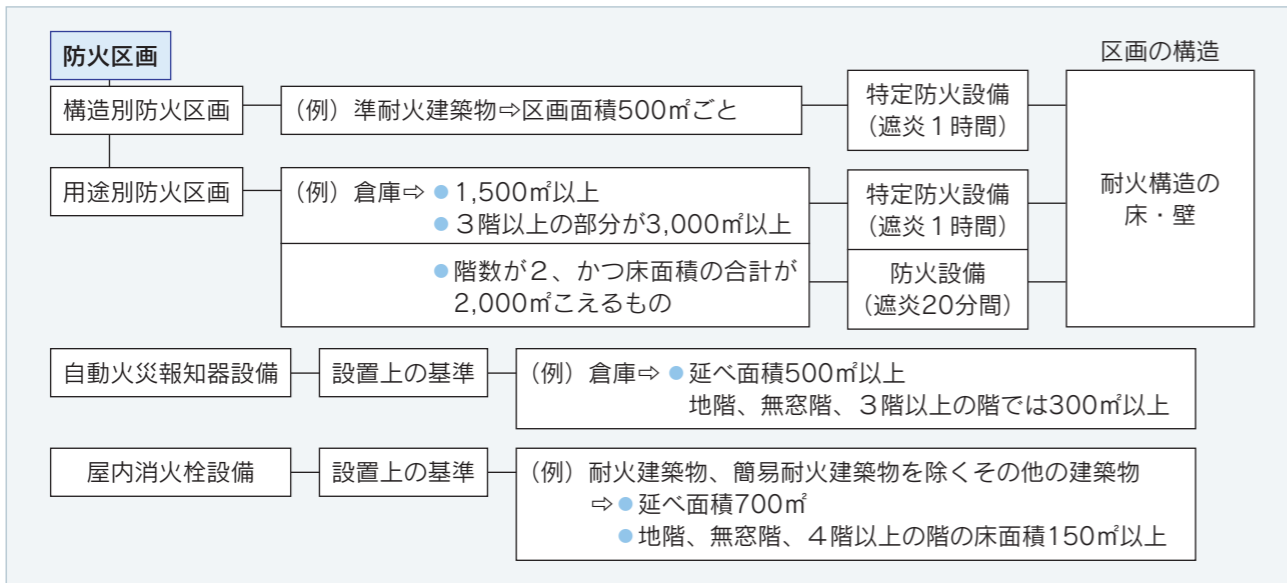 防火区画
区画の構造
構造別防火区画
（例）準耐火建築物⇨区画面積500㎡ごと
特定防火設備
（遮炎１時間）
用途別防火区画
（例）倉庫⇨ ●1,500㎡以上
●３階以上の部分が3,000㎡以上
特定防火設備
（遮炎１時間）
●階数が２、かつ床面積の合計が
2,000㎡こえるもの
防火設備
（遮炎20分間）
耐火構造の
床・壁
自動火災報知器設備
設置上の基準
（例）倉庫⇨ ●延べ面積500㎡以上
地階、無窓階、３階以上の階では300㎡以上
屋内消火栓設備
設置上の基準
（例）耐火建築物、簡易耐火建築物を除くその他の建築物
⇨ ●延べ面積700㎡
●地階、無窓階、４階以上の階の床面積150㎡以上